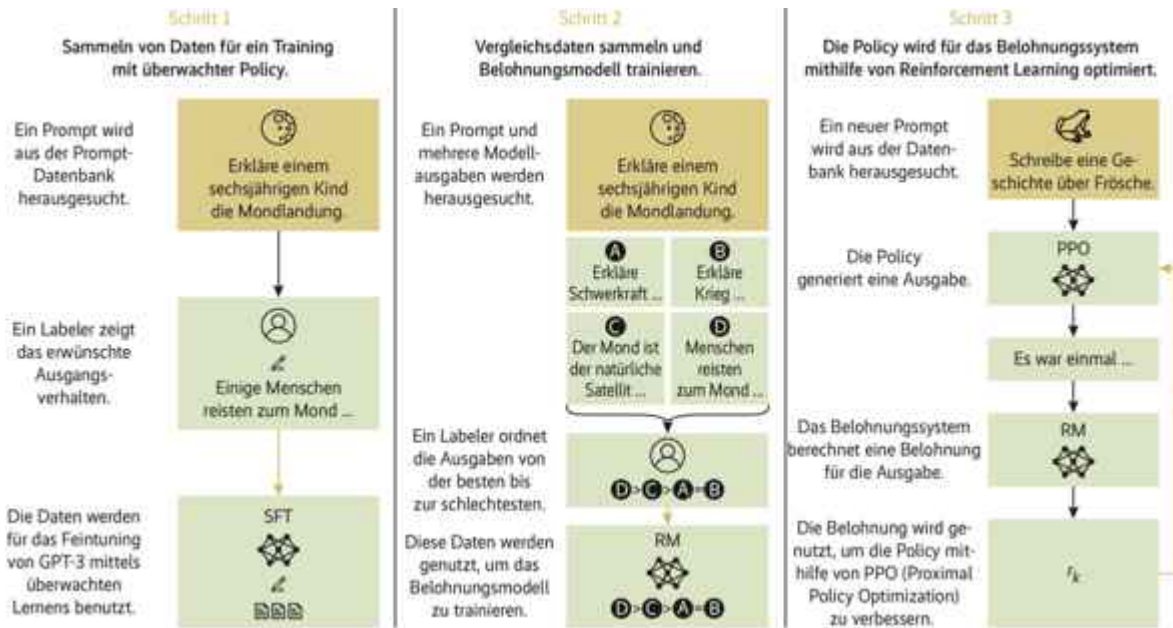 Schritt 1
Sammeln von Daten für ein Training
mit überwachter Policy.
Ein Prompt wird
aus der Prompt-
Datenbank
herausgesucht.
Erkläre einem
sechsjährigen Kind
die Mondlandung.
Ein Labeler zeigt
das erwünschte
Ausgangs-
verhalten.
Einige Menschen
reisten zum Mond ...
Die Daten werden
für das Feintuning
von GPT-3 mittels
überwachten
Lernens benutzt.
SFT
Schritt 2
Vergleichsdaten sammeln und
Belohnungsmodell trainieren.
Ein Prompt und
mehrere Modell-
ausgaben werden
herausgesucht.
Erkläre einem
sechsjährigen Kind
die Mondlandung.
A
Erkläre
Schwerkraft ...
B
Erkläre
Krieg ...
C
Der Mond ist
der natürliche
Satellit ...
D
Menschen
reisten
zum Mond ...
Ein Labeler ordnet
die Ausgaben von
der besten bis
zur schlechtesten.
D>C>A=B
Diese Daten werden
genutzt, um das
Belohnungsmodell
zu trainieren.
RM
D>C>A=B
Schritt 3
Die Policy wird für das Belohnungssystem
mithilfe von Reinforcement Learning optimiert.
Ein neuer Prompt
wird aus der Daten-
bank herausgesucht.
Schreibe eine Ge-
schichte über Frösche.
Die Policy
generiert eine Ausgabe.
PPO
Es war einmal ...
Das Belohnungssystem
berechnet eine Belohnung
für die Ausgabe.
RM
Die Belohnung wird ge-
nutzt, um die Policy mit-
hilfe von PPO (Proximal
Policy Optimization)
zu verbessern.
rk